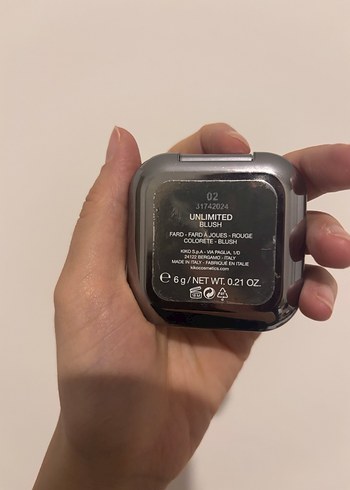 02
31742024
UNLIMITED
BLUSH
FARD - FARD À JOUES - ROUGE
COLORETE - BLUSH
KIKO S.p.A - VIA PAGLIA, 1/D
24122 BERGAMO - ITALY
MADE IN ITALY - FABRIQUÉ EN ITALIE
kikocosmetics.com
℮ 6 g / NET WT. 0.21 OZ.